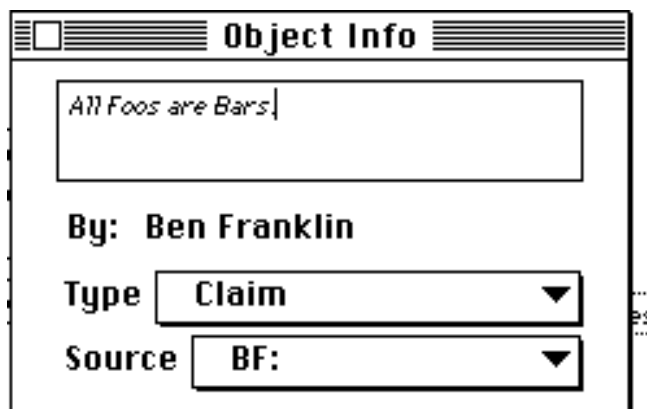 Object Info
All Foos are Bars.
By: Ben Franklin
Type Claim
Source BF: